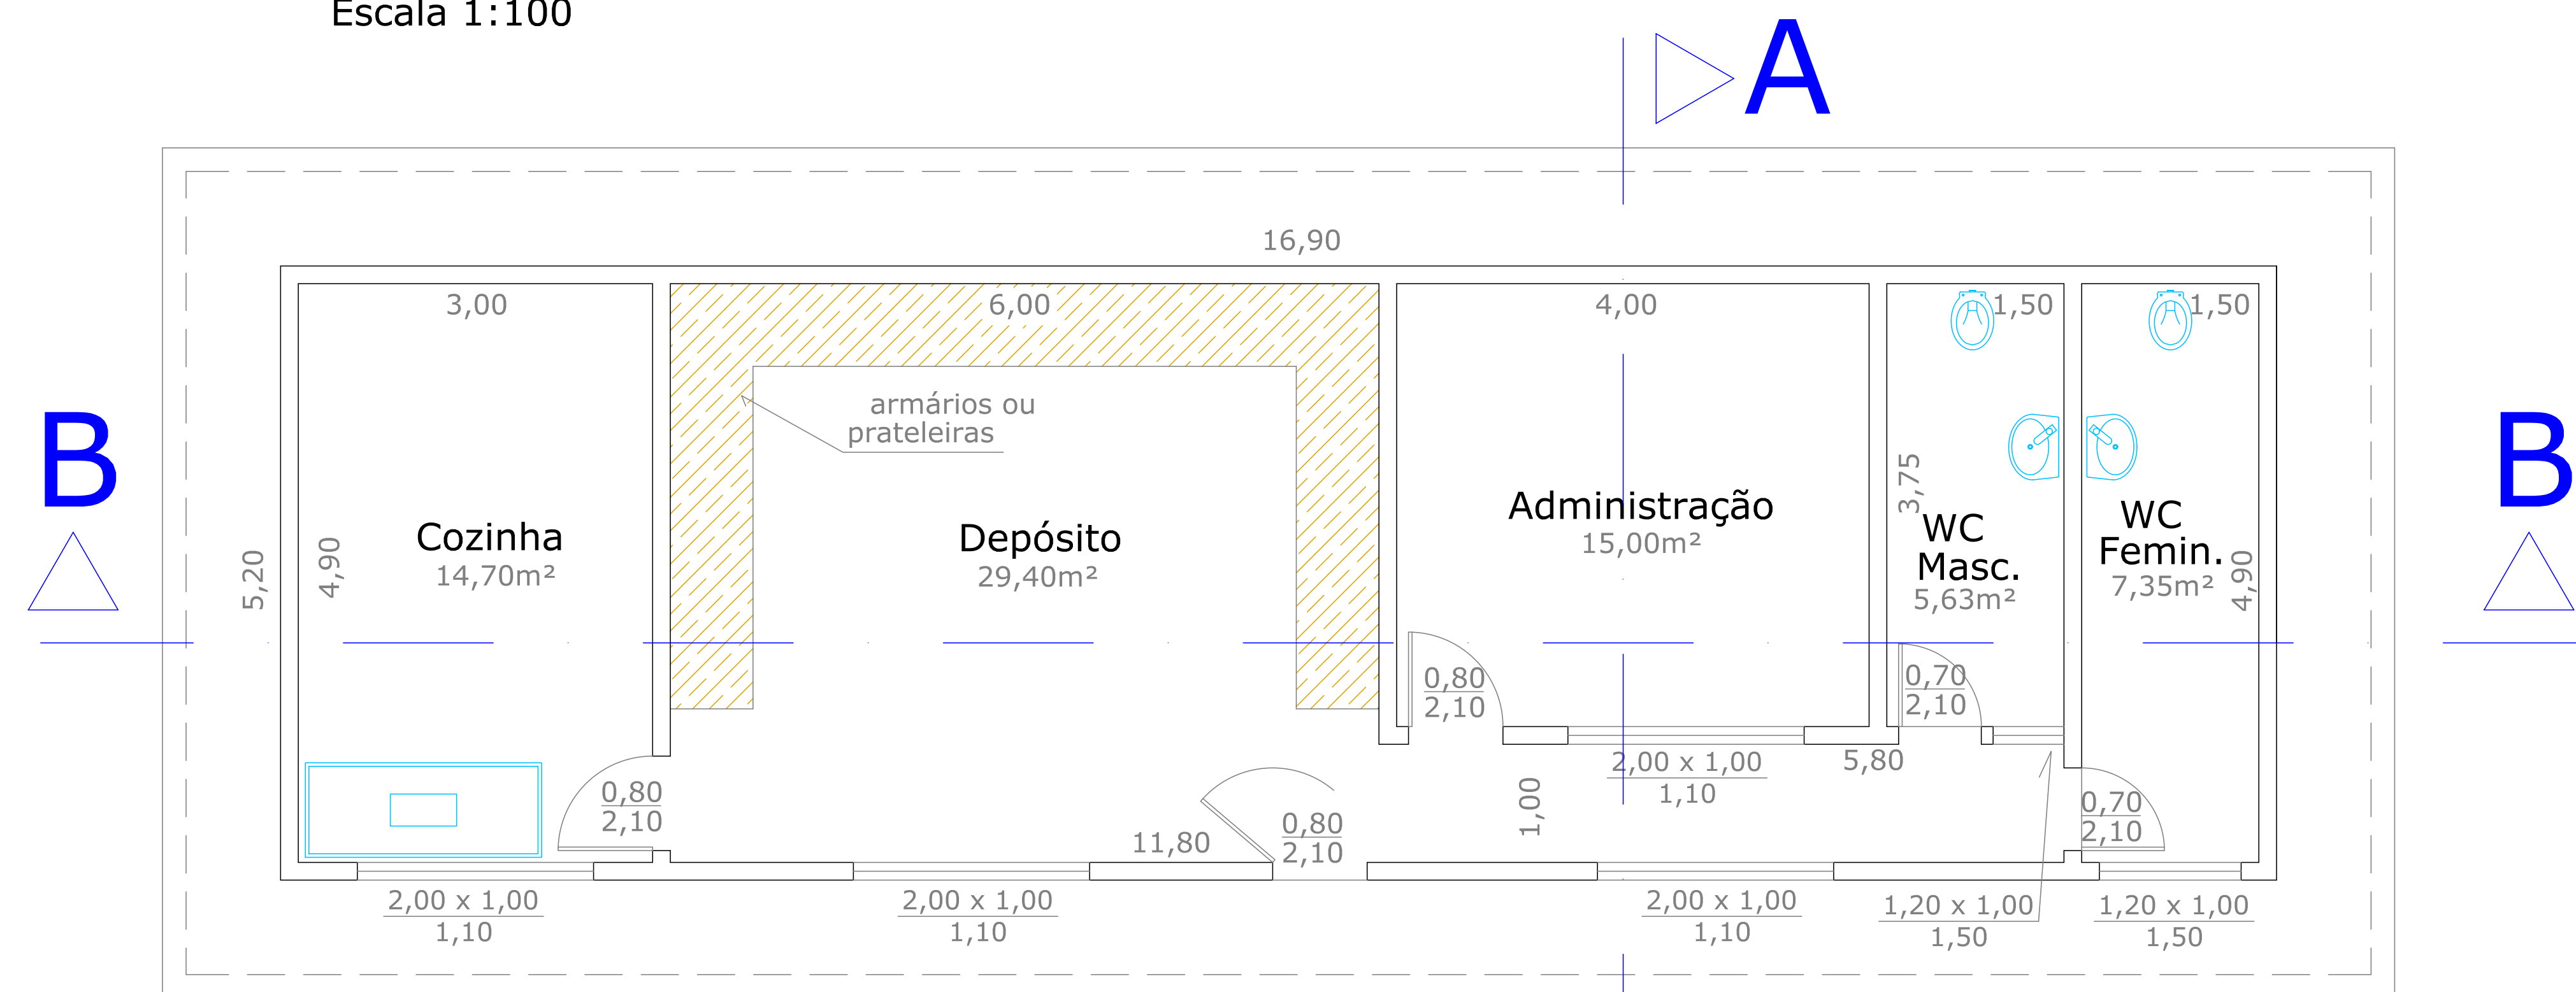 Escala 1:100
A
16,90
3,00
6,00
4,00
1,50
1,50
armários ou
prateleiras
B
B
5,20
4,90
Cozinha
14,70m²
Depósito
29,40m²
Administração
15,00m²
3,75
WC
Masc.
5,63m²
WC
Femin.
7,35m²
4,90
0,80
2,10
0,70
2,10
2,00 x 1,00
1,10
5,80
1,00
0,80
2,10
11,80
0,80
2,10
0,70
2,10
2,00 x 1,00
1,10
2,00 x 1,00
1,10
2,00 x 1,00
1,10
1,20 x 1,00
1,50
1,20 x 1,00
1,50